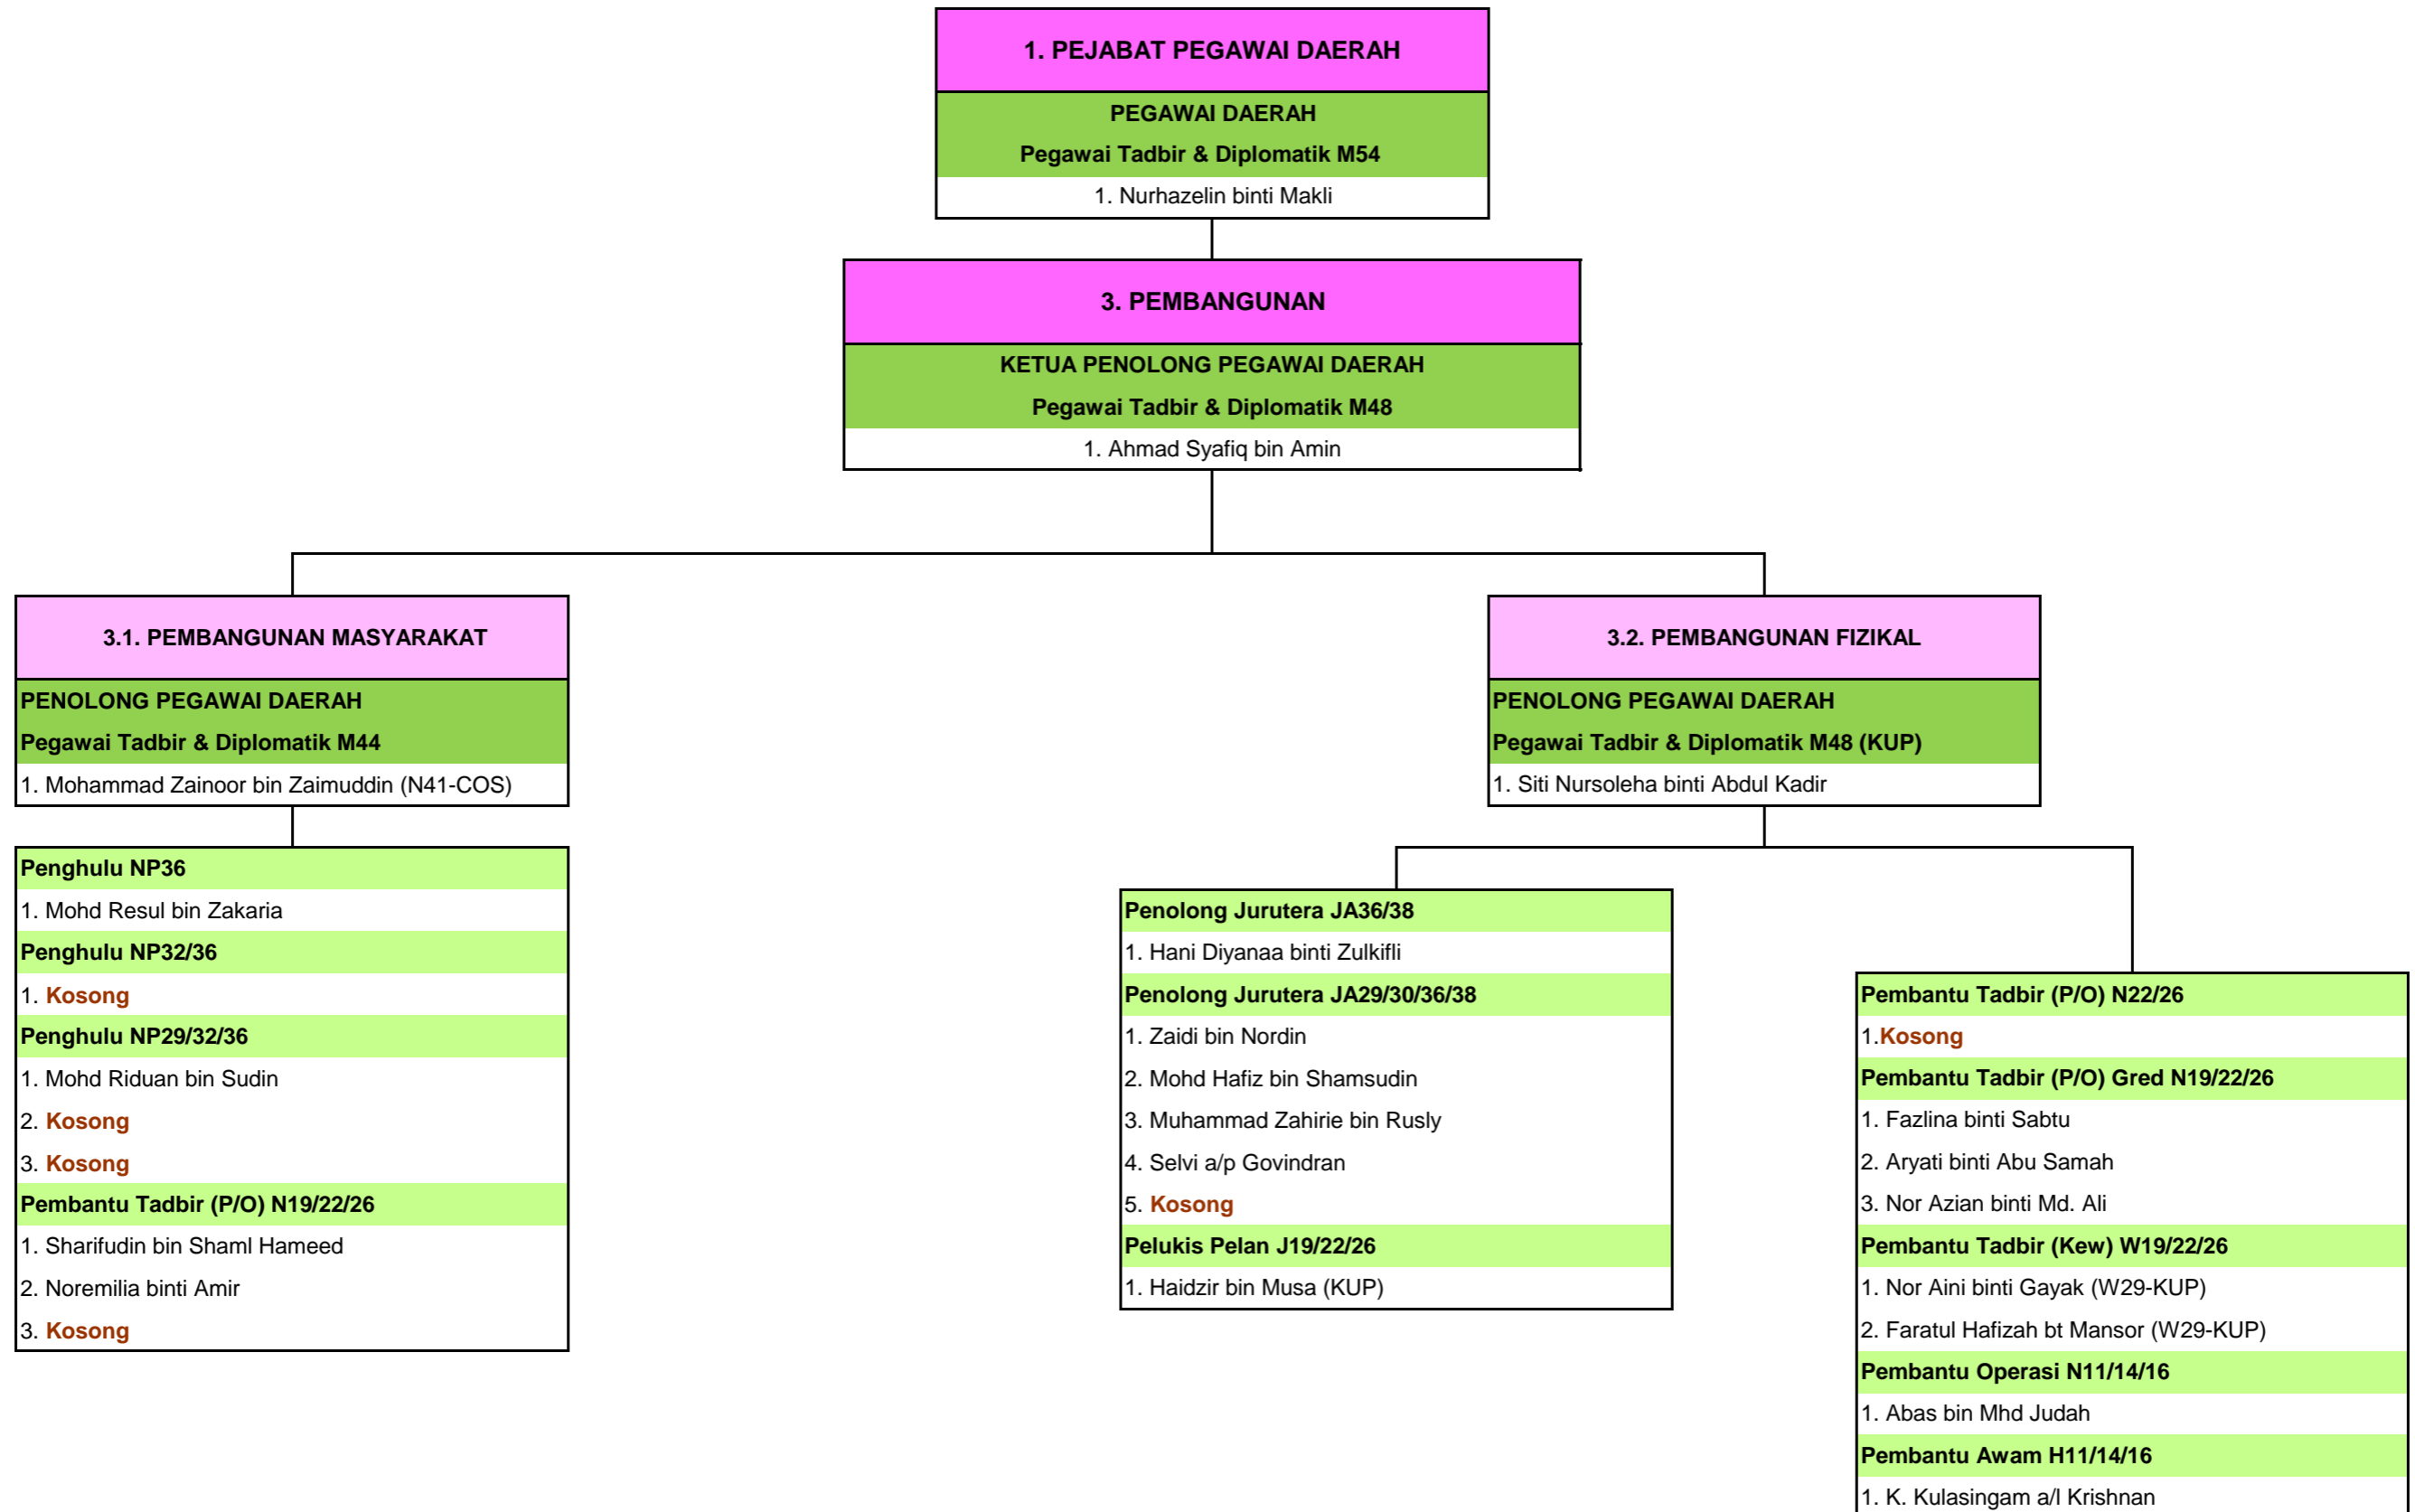 1. PEJABAT PEGAWAI DAERAH
PEGAWAI DAERAH
Pegawai Tadbir & Diplomatik M54
1. Nurhazelin binti Makli
3. PEMBANGUNAN
KETUA PENOLONG PEGAWAI DAERAH
Pegawai Tadbir & Diplomatik M48
1. Ahmad Syafiq bin Amin
3.1. PEMBANGUNAN MASYARAKAT
PENOLONG PEGAWAI DAERAH
Pegawai Tadbir & Diplomatik M44
1. Mohammad Zainoor bin Zaimuddin (N41-COS)
Penghulu NP36
1. Mohd Resul bin Zakaria
Penghulu NP32/36
1. Kosong
Penghulu NP29/32/36
1. Mohd Riduan bin Sudin
2. Kosong
3. Kosong
Pembantu Tadbir (P/O) N19/22/26
1. Sharifudin bin Shaml Hameed
2. Noremilia binti Amir
3. Kosong
3.2. PEMBANGUNAN FIZIKAL
PENOLONG PEGAWAI DAERAH
Pegawai Tadbir & Diplomatik M48 (KUP)
1. Siti Nursoleha binti Abdul Kadir
Penolong Jurutera JA36/38
1. Hani Diyanaa binti Zulkifli
Penolong Jurutera JA29/30/36/38
1. Zaidi bin Nordin
2. Mohd Hafiz bin Shamsudin
3. Muhammad Zahirie bin Rusly
4. Selvi a/p Govindran
5. Kosong
Pelukis Pelan J19/22/26
1. Haidzir bin Musa (KUP)
Pembantu Tadbir (P/O) N22/26
1.Kosong
Pembantu Tadbir (P/O) Gred N19/22/26
1. Fazlina binti Sabtu
2. Aryati binti Abu Samah
3. Nor Azian binti Md. Ali
Pembantu Tadbir (Kew) W19/22/26
1. Nor Aini binti Gayak (W29-KUP)
2. Faratul Hafizah bt Mansor (W29-KUP)
Pembantu Operasi N11/14/16
1. Abas bin Mhd Judah
Pembantu Awam H11/14/16
1. K. Kulasingam a/l Krishnan